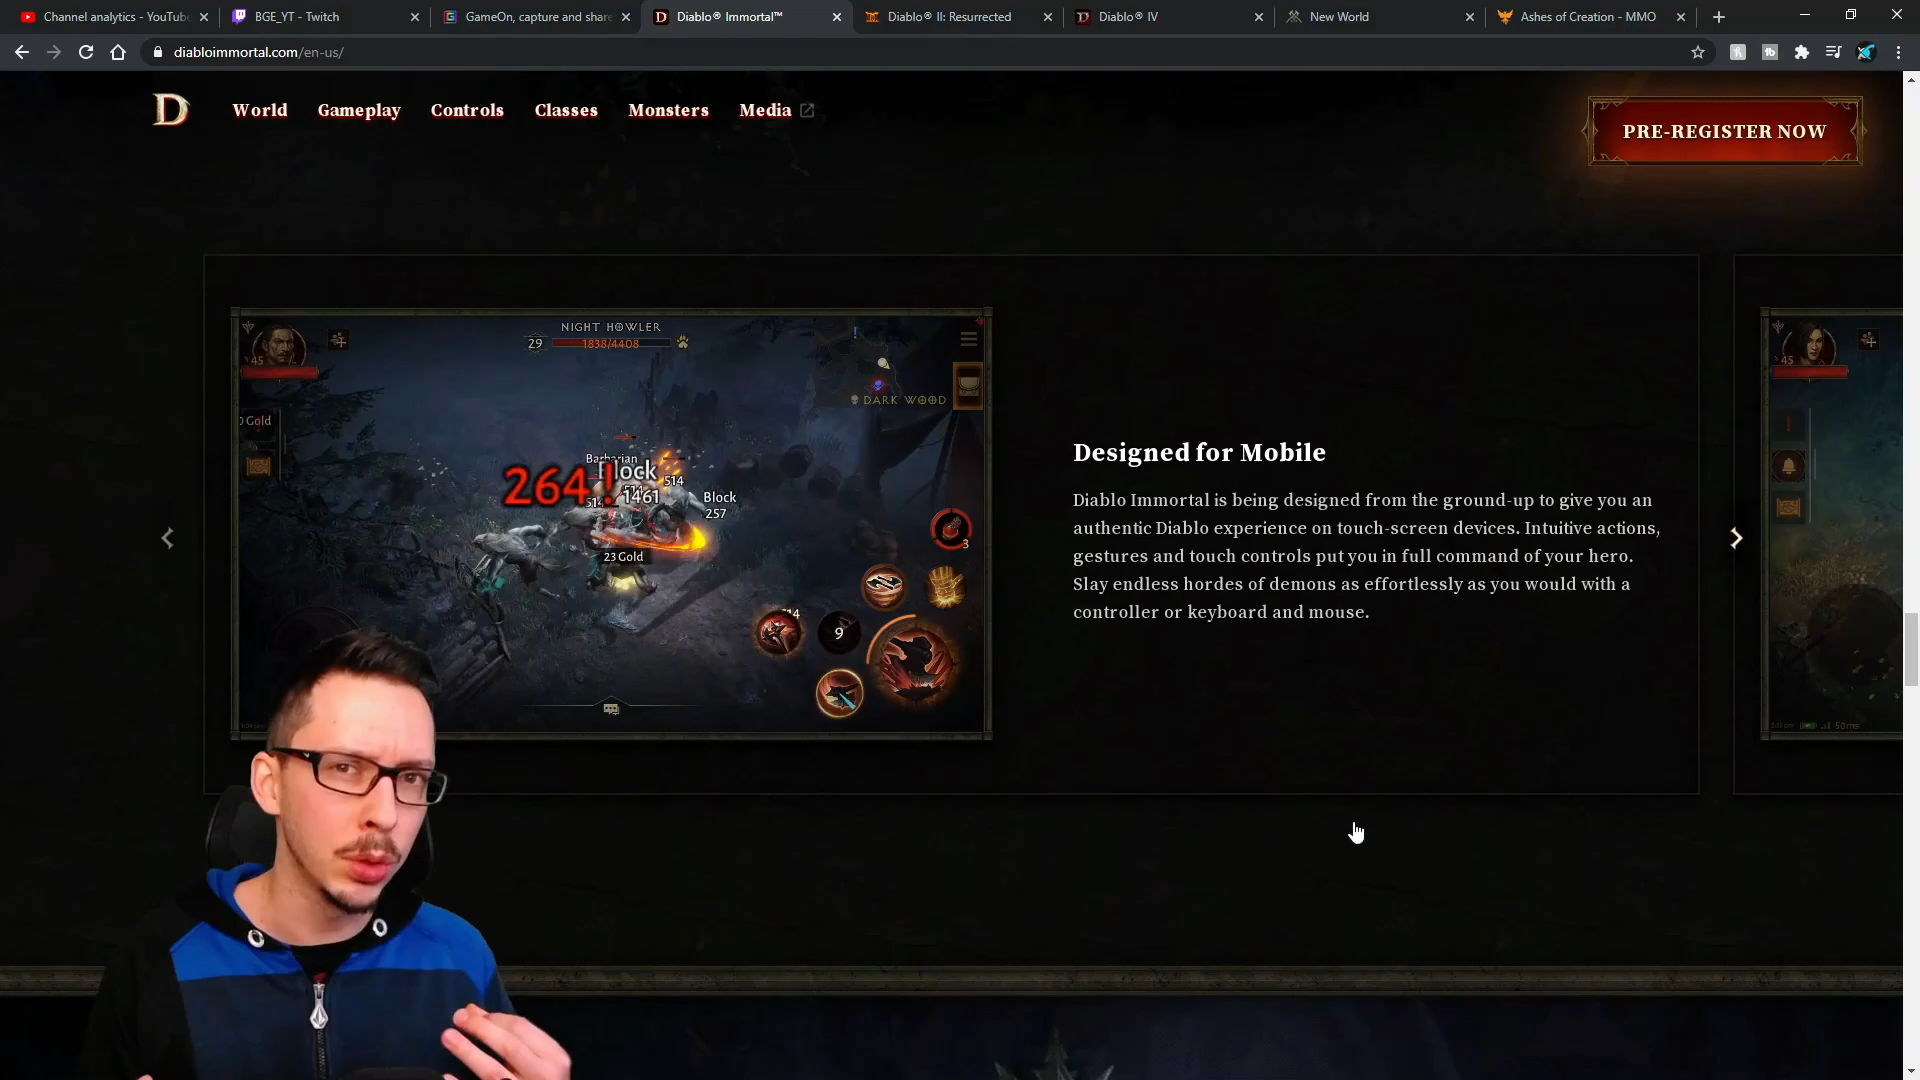 Channel analytics - YouTube
BGE_YT - Twitch
GameOn, capture and share
Diablo® Immortal™
Diablo® II: Resurrected
Diablo® IV
New World
Ashes of Creation - MMO
diabloimmortal.com/en-us/
D
World
Gameplay
Controls
Classes
Monsters
Media
PRE-REGISTER NOW
NIGHT HOWLER
29
1838/4408
45
DARK WOOD
0 Gold
Barbarian
264!
Block
514
514
1461
Block
257
23 Gold
3
9
Designed for Mobile
Diablo Immortal is being designed from the ground-up to give you an
authentic Diablo experience on touch-screen devices. Intuitive actions,
gestures and touch controls put you in full command of your hero.
Slay endless hordes of demons as effortlessly as you would with a
controller or keyboard and mouse.
45
50ms